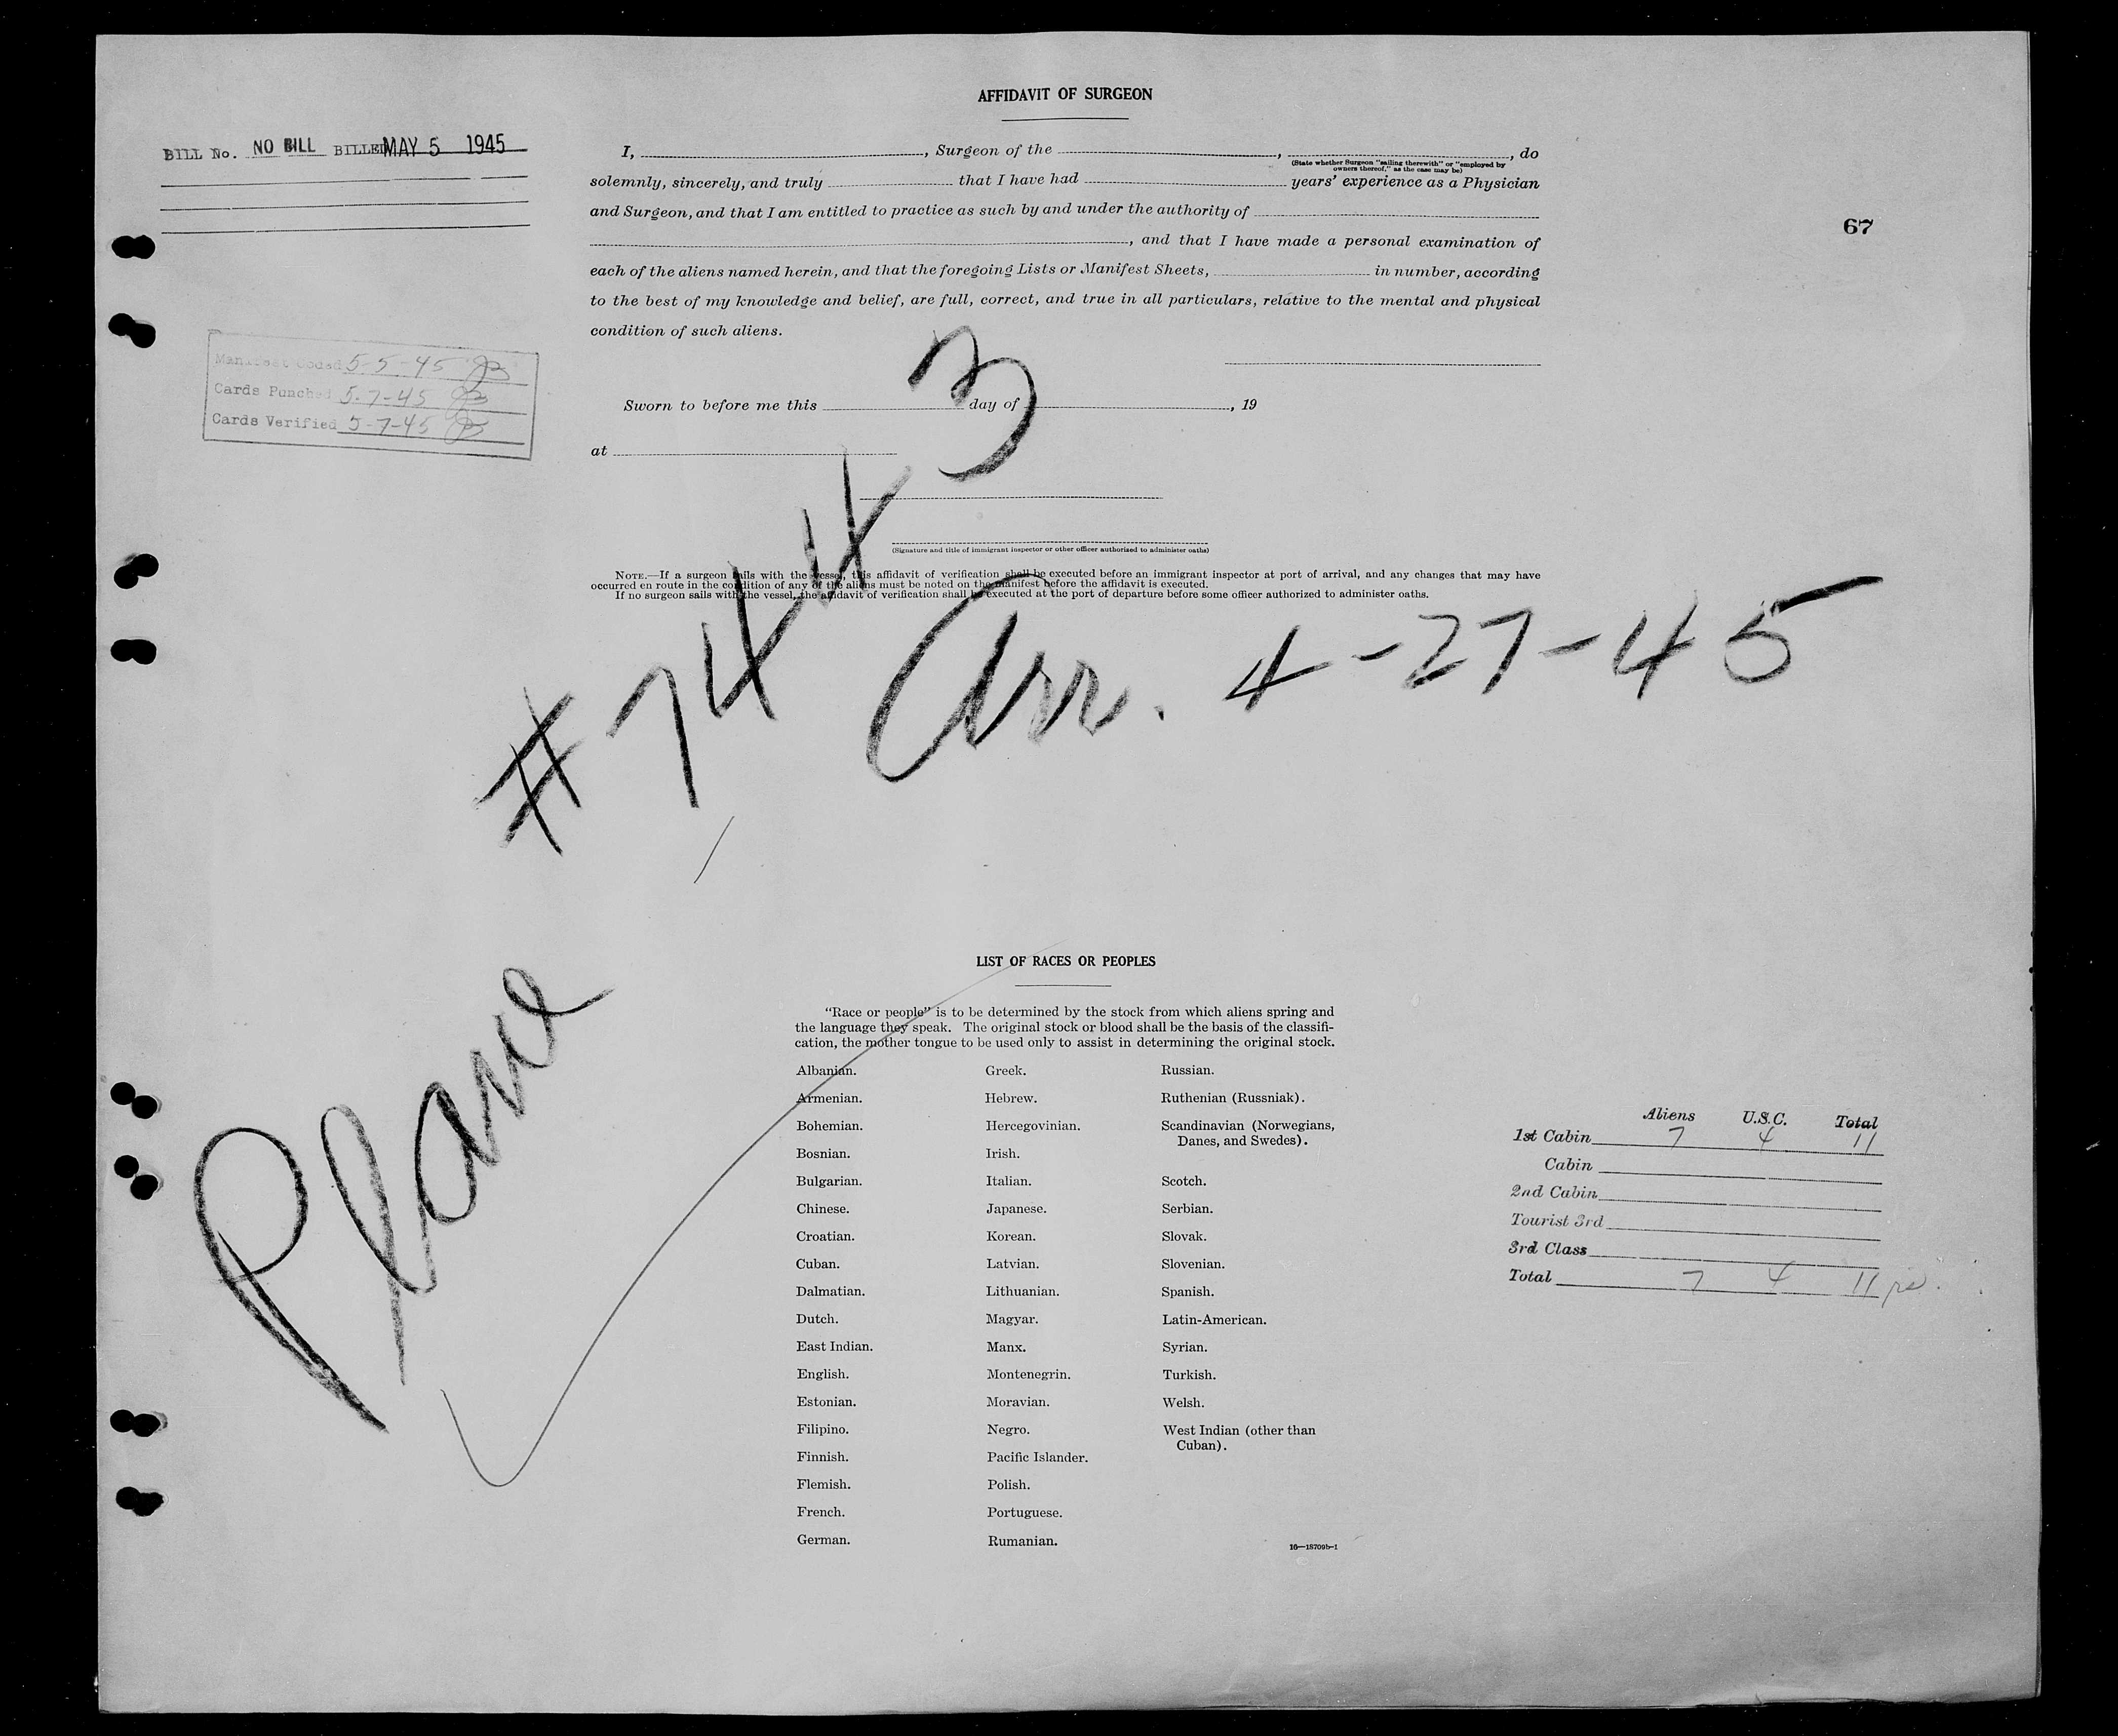 AFFIDAVIT OF SURGEON
BILL No. NO BILL BILLED MAY 5 1945
I, , Surgeon of the , , do
(State whether Surgeon "sailing therewith" or "employed by
owners thereof," as the case may be)
solemnly, sincerely, and truly that I have had years' experience as a Physician
and Surgeon, and that I am entitled to practice as such by and under the authority of
, and that I have made a personal examination of
67
each of the aliens named herein, and that the foregoing Lists or Manifest Sheets, in number, according
to the best of my knowledge and belief, are full, correct, and true in all particulars, relative to the mental and physical
condition of such aliens.
Manifest Coded 5-5-45
Cards Punched 5-7-45
Cards Verified 5-7-45
Sworn to before me this day of , 19
at
(Signature and title of immigrant inspector or other officer authorized to administer oaths)
NOTE.—If a surgeon sails with the vessel, this affidavit of verification shall be executed before an immigrant inspector at port of arrival, and any changes that may have
occurred en route in the condition of any of the aliens must be noted on the manifest before the affidavit is executed.
If no surgeon sails with the vessel, the affidavit of verification shall be executed at the port of departure before some officer authorized to administer oaths.
#74443
Arr. 4-27-45
Plane
LIST OF RACES OR PEOPLES
"Race or people" is to be determined by the stock from which aliens spring and
the language they speak. The original stock or blood shall be the basis of the classifi-
cation, the mother tongue to be used only to assist in determining the original stock.
Albanian. Greek. Russian.
Armenian. Hebrew. Ruthenian (Russniak).
Bohemian. Hercegovinian. Scandinavian (Norwegians,
Danes, and Swedes).
Bosnian. Irish.
Bulgarian. Italian. Scotch.
Chinese. Japanese. Serbian.
Croatian. Korean. Slovak.
Cuban. Latvian. Slovenian.
Dalmatian. Lithuanian. Spanish.
Dutch. Magyar. Latin-American.
East Indian. Manx. Syrian.
English. Montenegrin. Turkish.
Estonian. Moravian. Welsh.
Filipino. Negro. West Indian (other than
Cuban).
Finnish. Pacific Islander.
Flemish. Polish.
French. Portuguese.
German. Rumanian.
16—18709b-1
Aliens U.S.C. Total
1st Cabin 7 4 11
Cabin
2nd Cabin
Tourist 3rd
3rd Class
Total 7 4 11